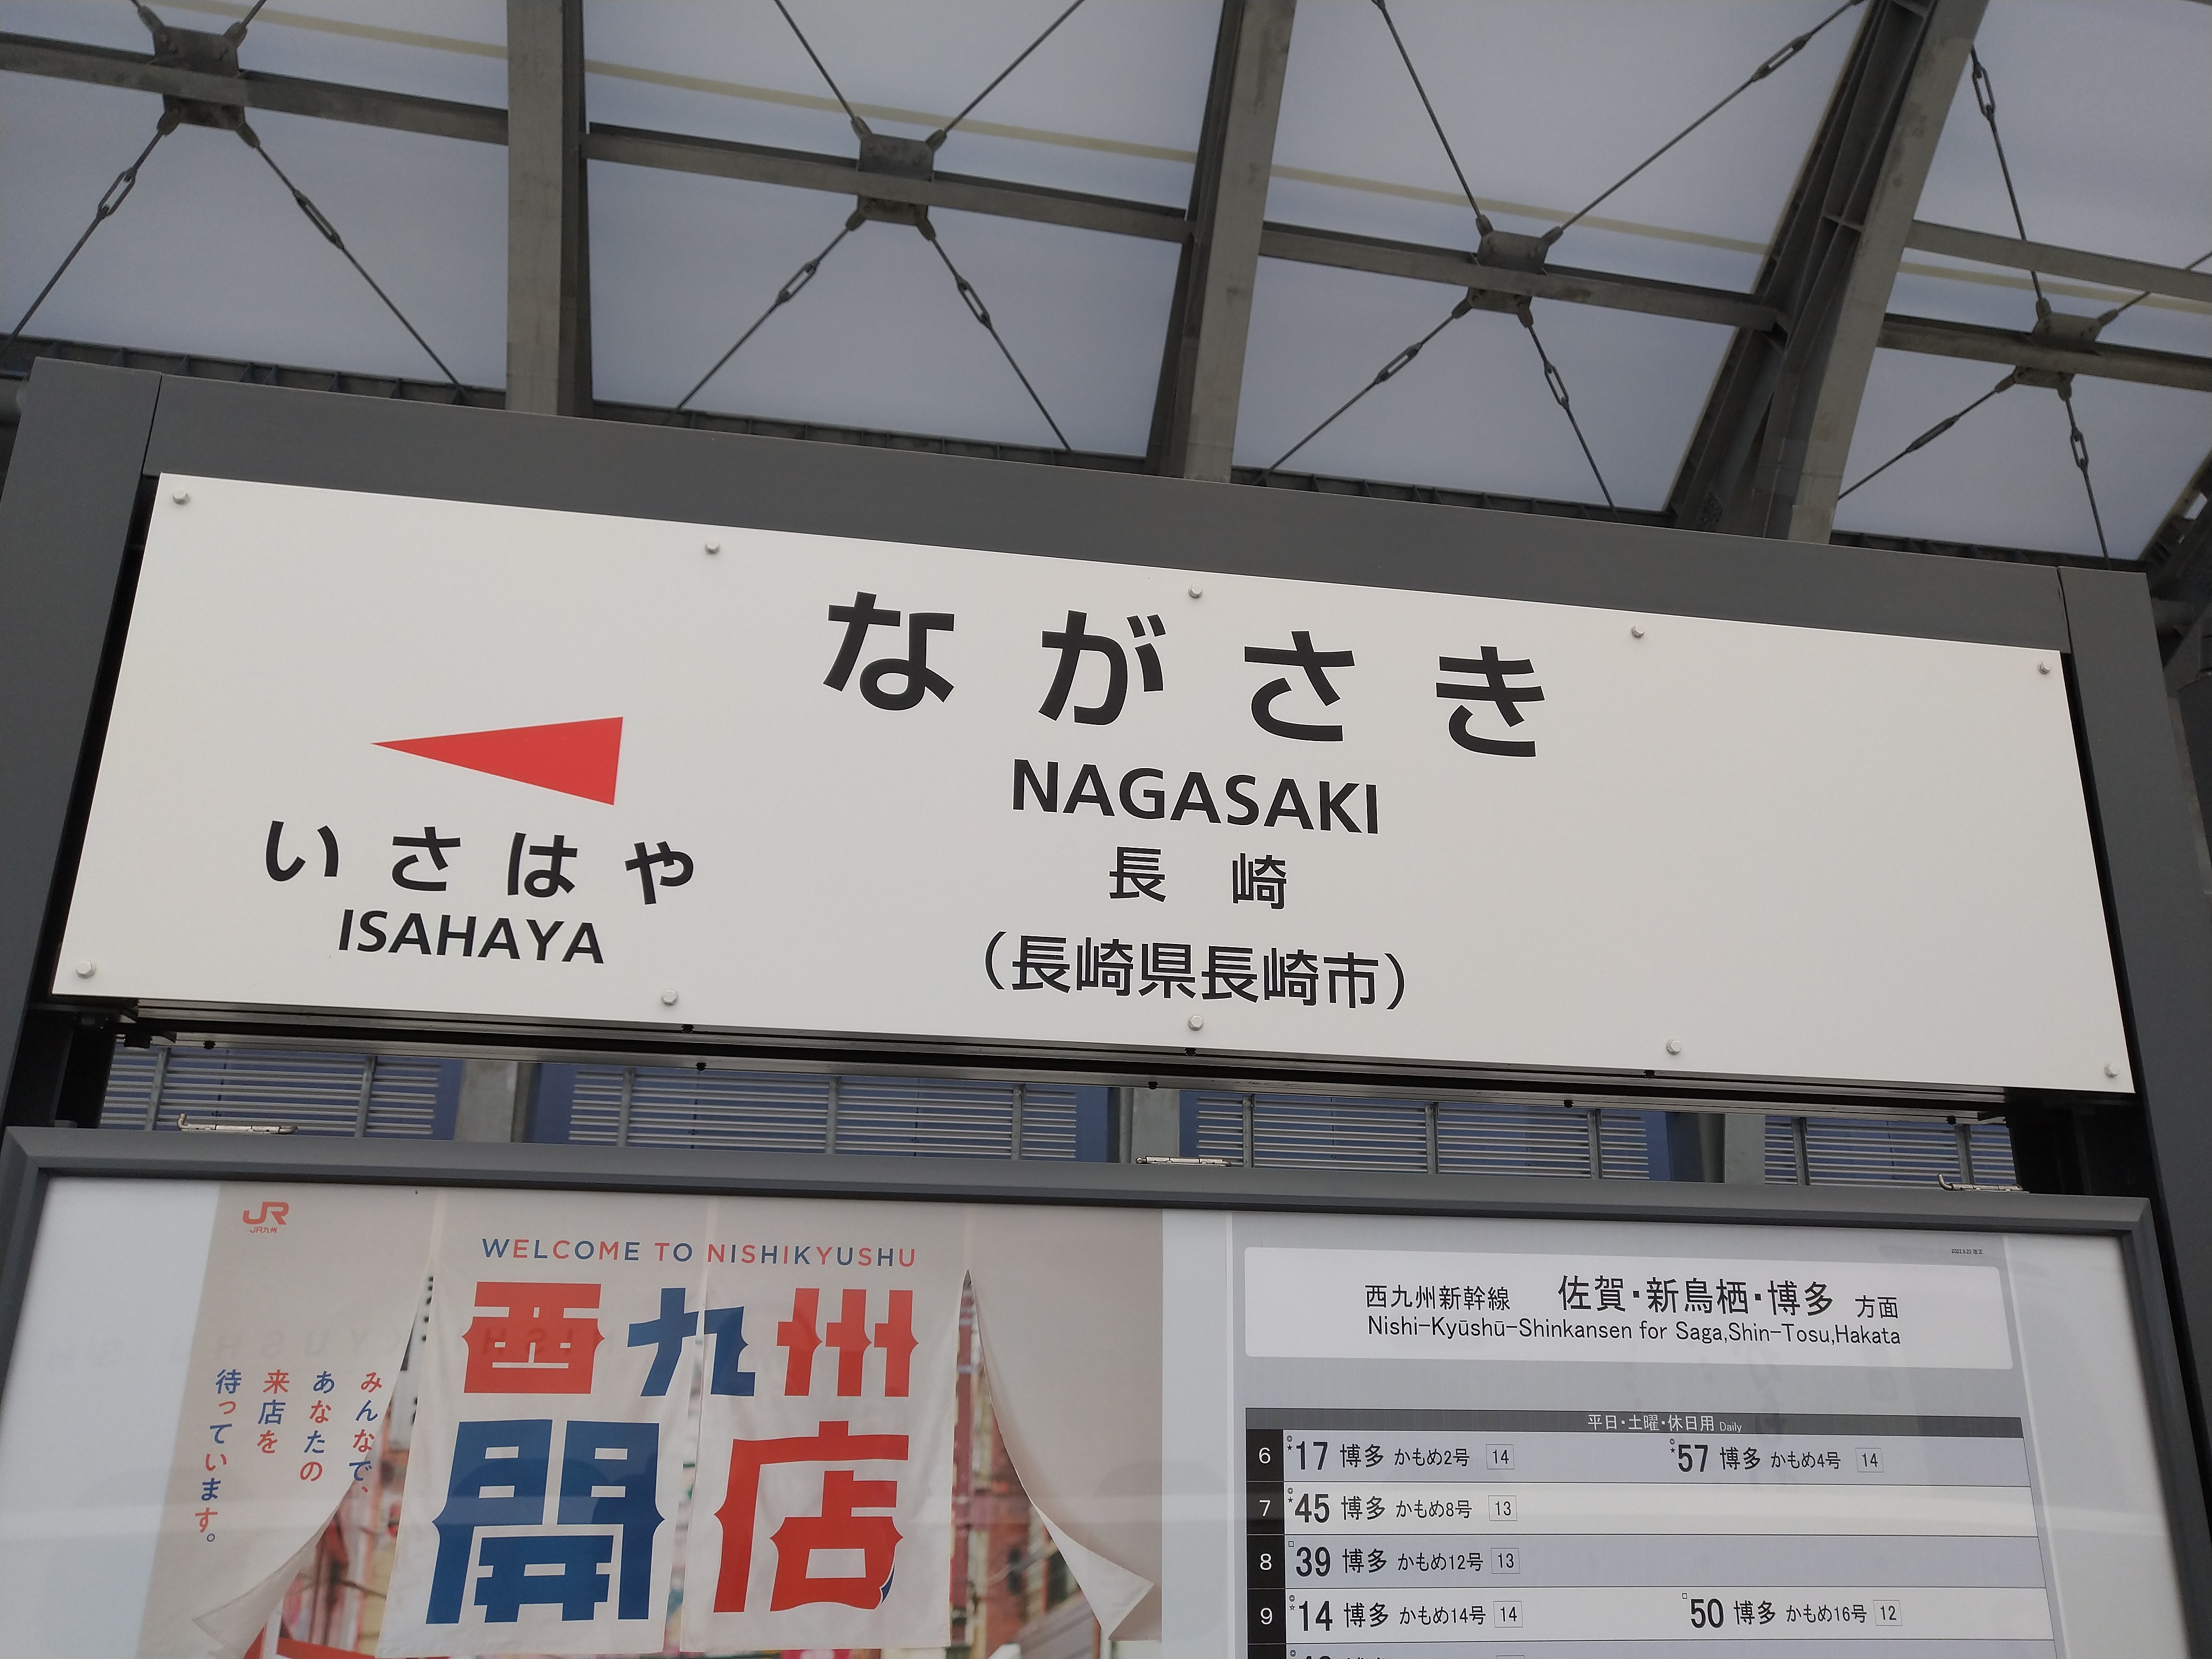 ながさき
NAGASAKI
長崎
(長崎県長崎市)
いさはや
ISAHAYA
JR
JR九州
WELCOME TO NISHIKYUSHU
西九州
開店
みんなで、
あなたの
来店を
待っています。
西九州新幹線 佐賀・新鳥栖・博多 方面
Nishi-Kyūshū-Shinkansen for Saga,Shin-Tosu,Hakata
平日・土曜・休日用 Daily
6 17 博多 かもめ2号 14 57 博多 かもめ4号 14
7 45 博多 かもめ8号 13
8 39 博多 かもめ12号 13
9 14 博多 かもめ14号 14 50 博多 かもめ16号 12